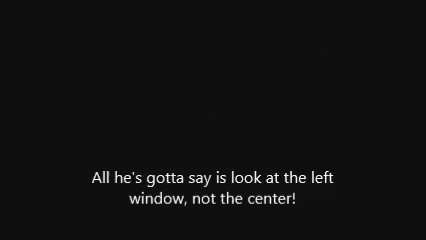 All he's gotta say is look at the left
window, not the center!